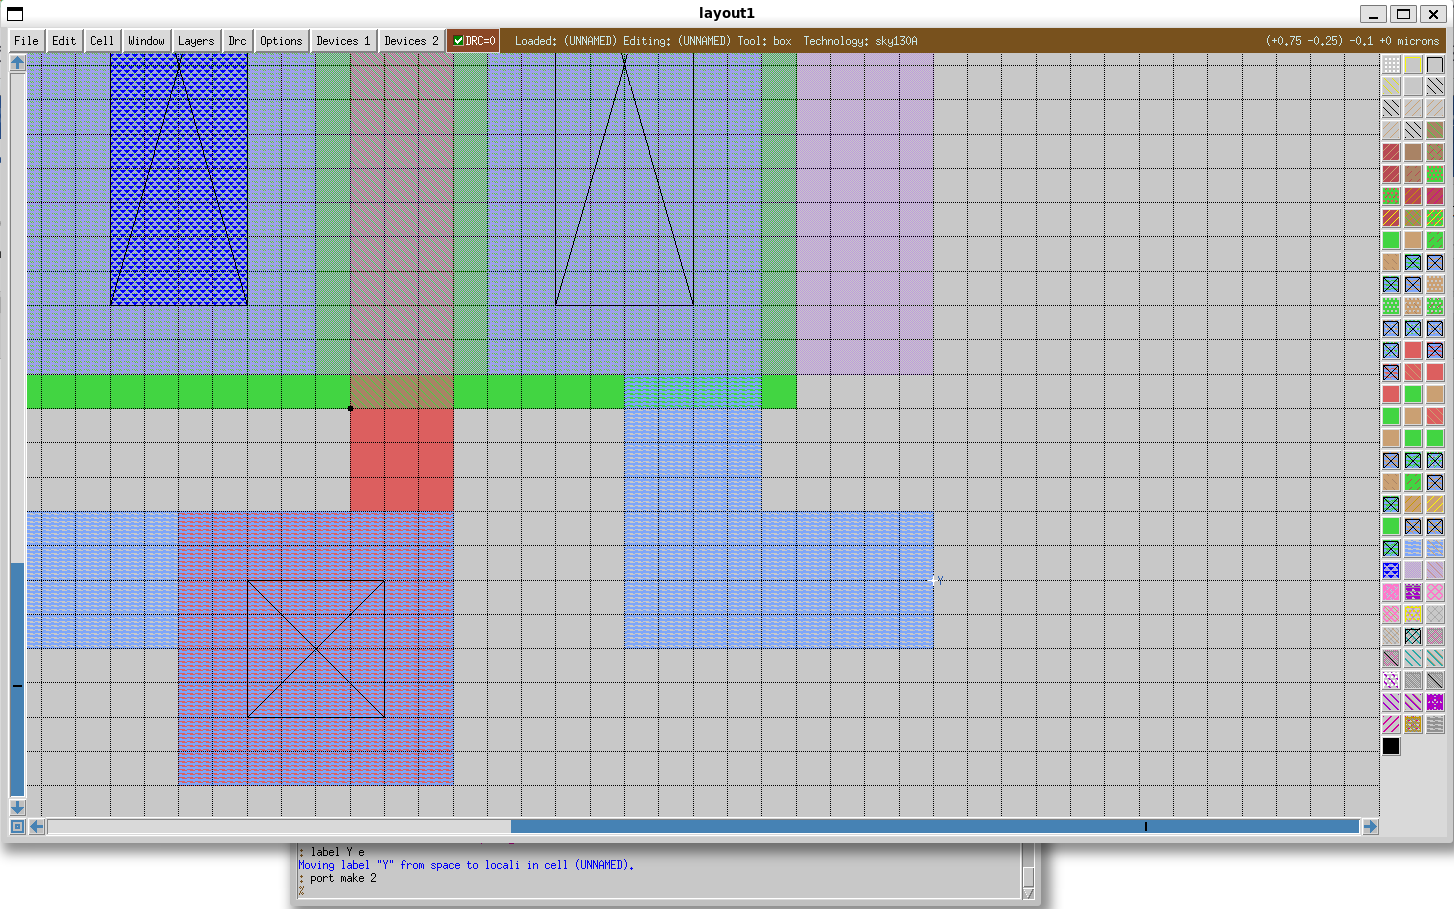 layout1
File Edit Cell Window Layers Drc Options Devices 1 Devices 2 DRC=0 Loaded: (UNNAMED) Editing: (UNNAMED) Tool: box Technology: sky130A (+0.75 -0.25) -0.1 +0 microns
Y
: label Y e
Moving label "Y" from space to locali in cell (UNNAMED).
: port make 2
%